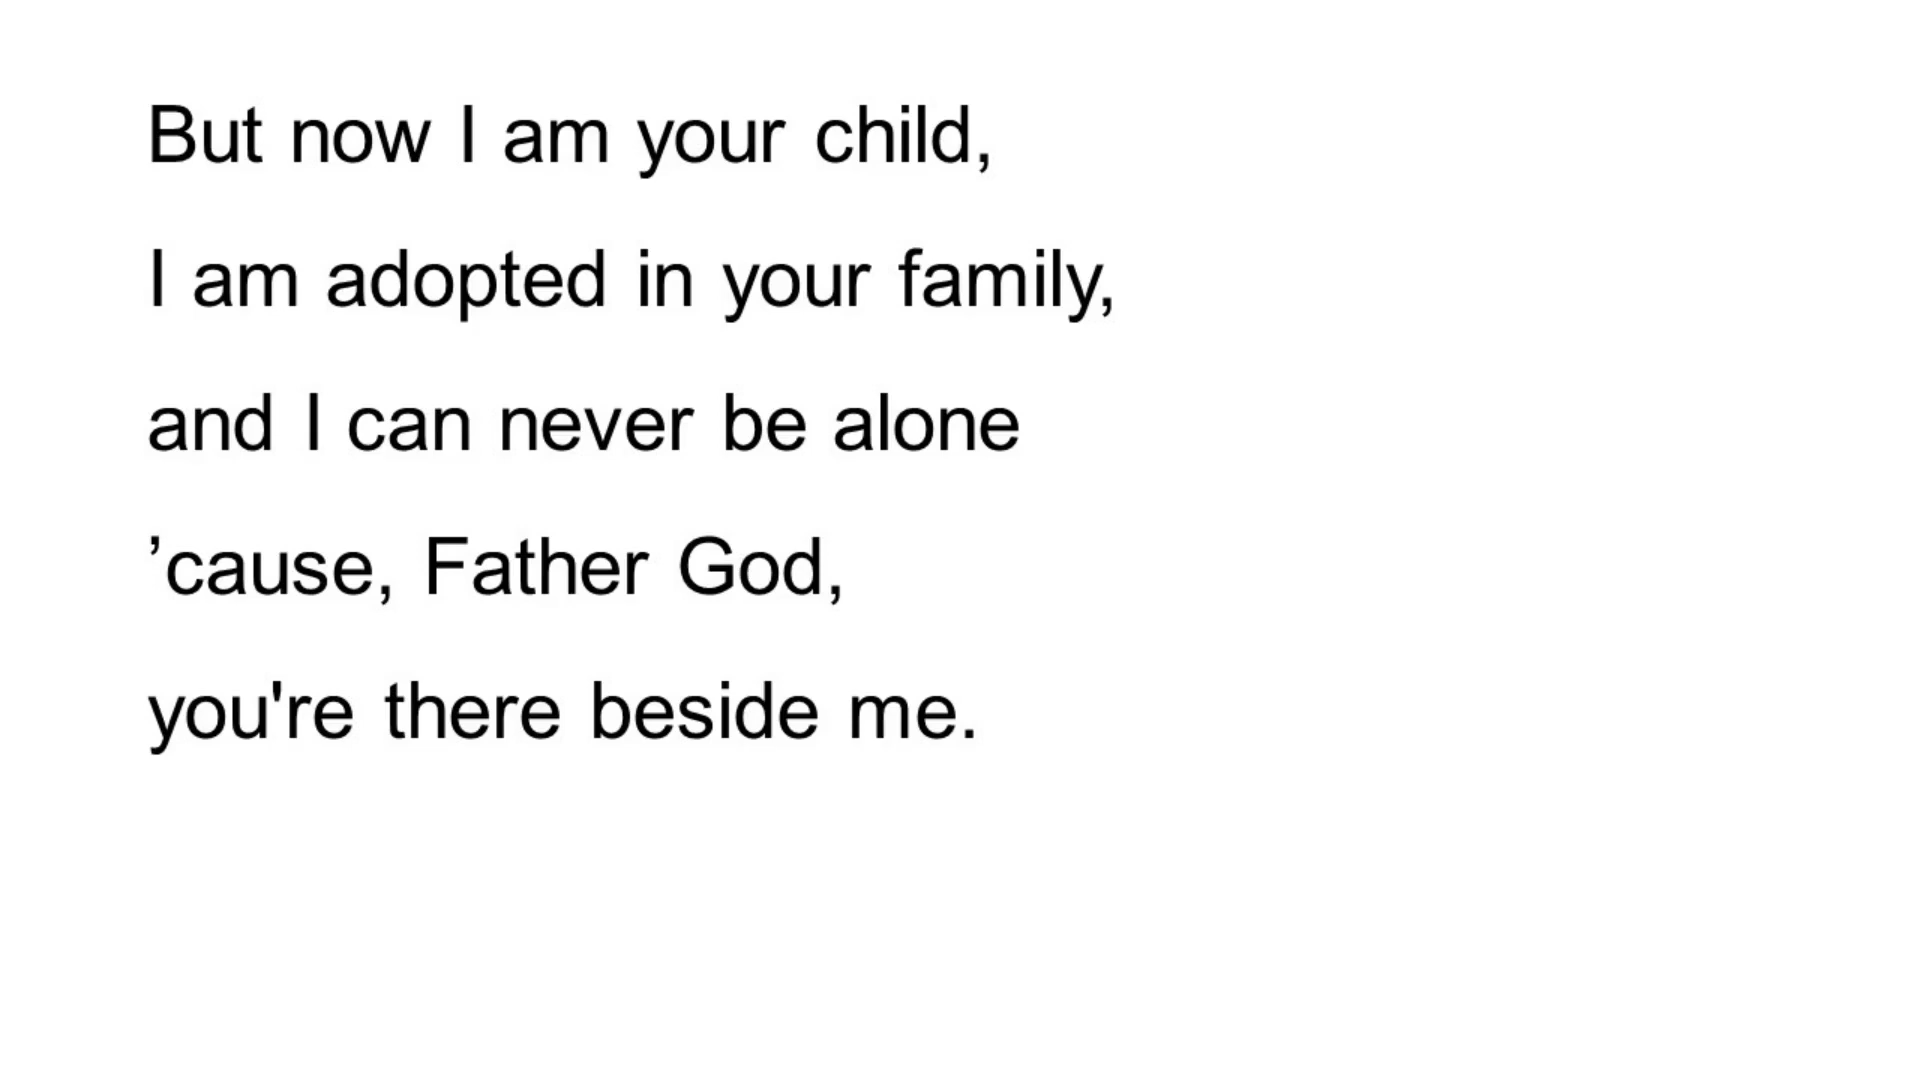 But now I am your child,
I am adopted in your family,
and I can never be alone
’cause, Father God,
you're there beside me.